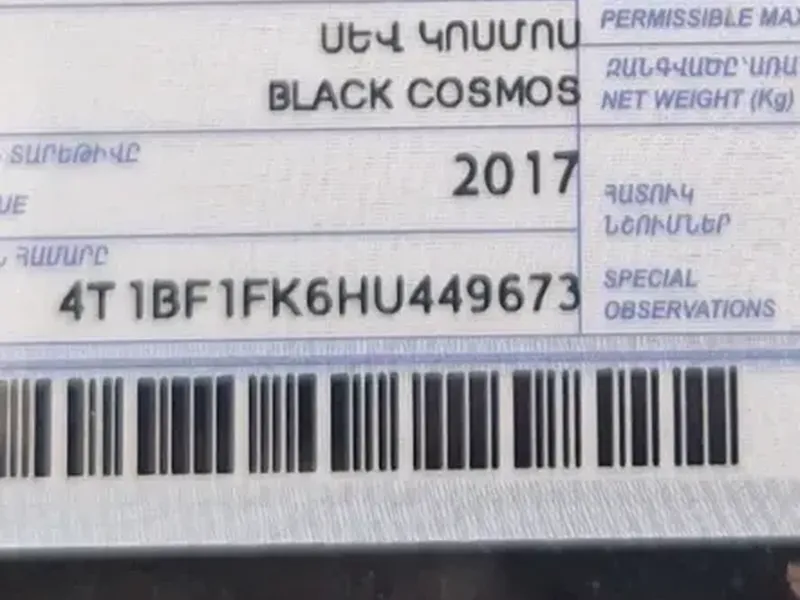 ՍԵՎ ԿՈՍՄՈՍ
BLACK COSMOS
PERMISSIBLE MAX
ԶԱՆԳՎԱԾԸ՝ԱՌԱ
NET WEIGHT (Kg)
ՏԱՐԵԹԻՎԸ
2017
UE
ՀԱՏՈՒԿ
ՆՇՈՒՄՆԵՐ
ՀԱՄԱՐԸ
4T1BF1FK6HU449673
SPECIAL
OBSERVATIONS